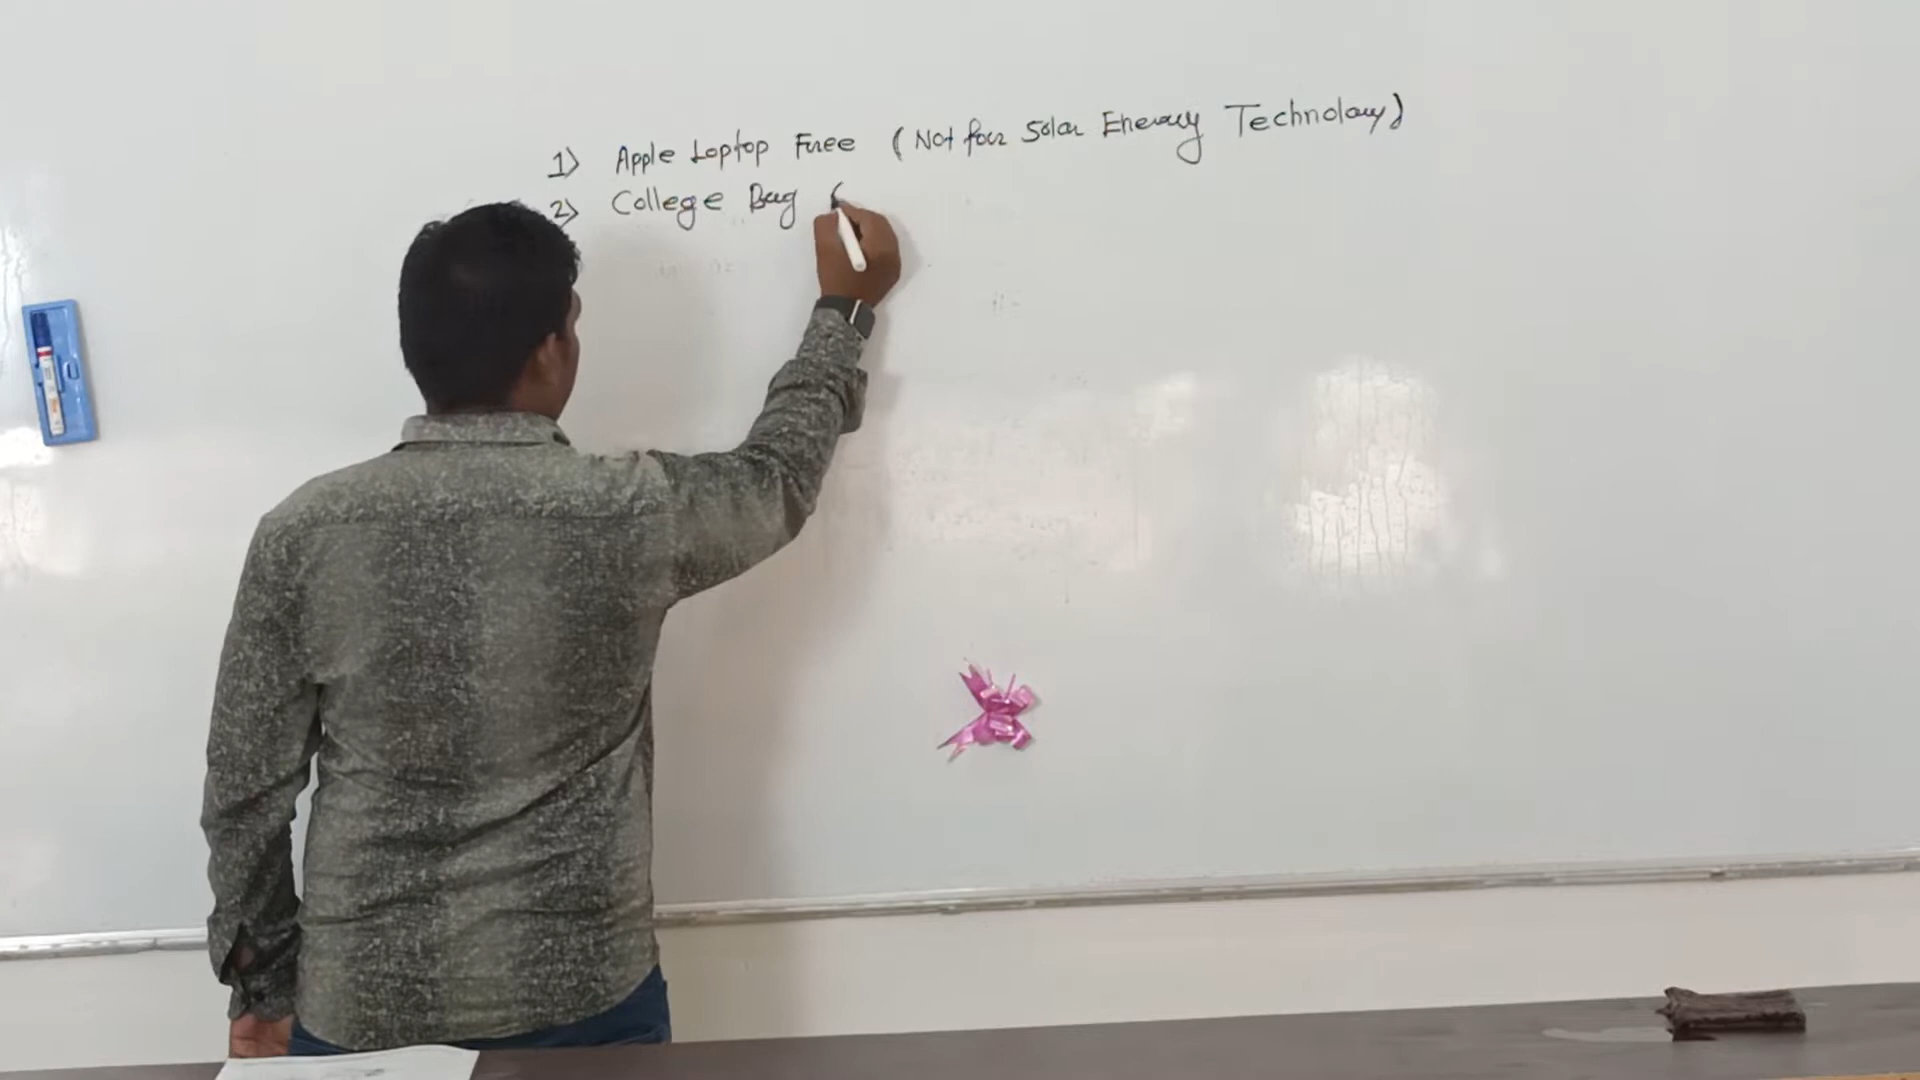 1) Apple Laptop Free (Not for Solar Energy Technology)
2) College Bag (